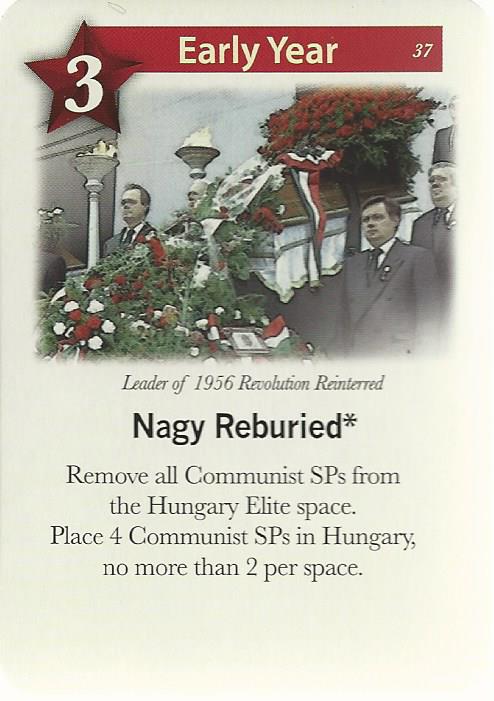 3
Early Year
37
Leader of 1956 Revolution Reinterred
Nagy Reburied*
Remove all Communist SPs from
the Hungary Elite space.
Place 4 Communist SPs in Hungary,
no more than 2 per space.